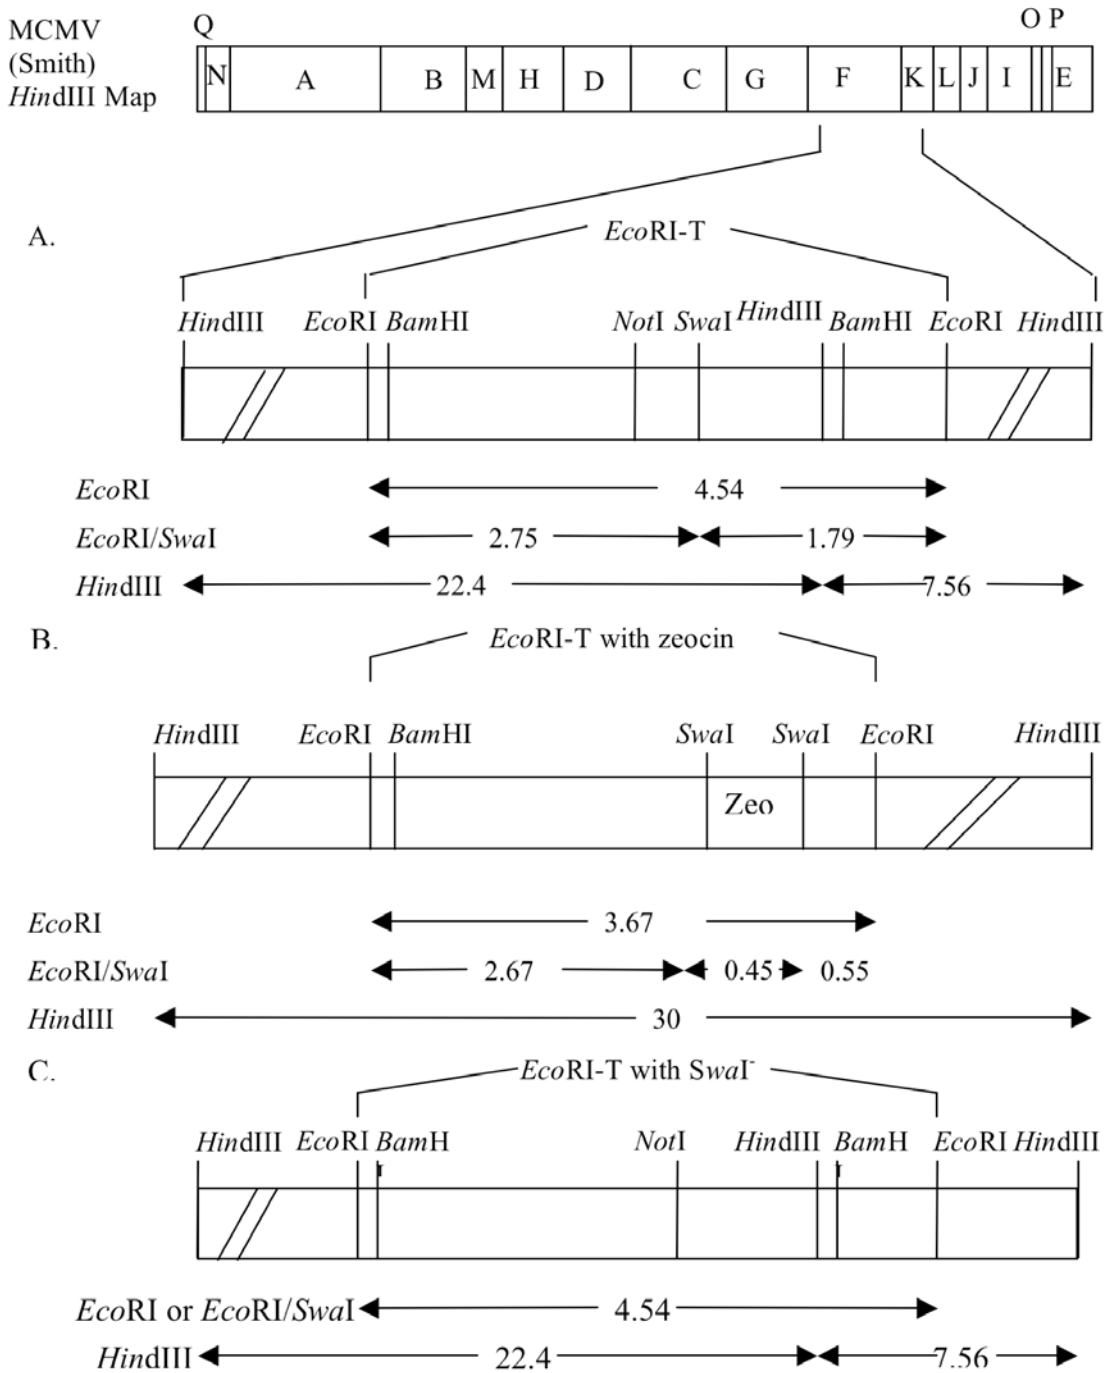 MCMV
(Smith)
HindIII Map
Q
O P
N A B M H D C G F K L J I E
A.
EcoRI-T
HindIII EcoRI BamHI NotI SwaI HindIII BamHI EcoRI HindIII
EcoRI 4.54
EcoRI/SwaI 2.75 1.79
HindIII 22.4 7.56
B. EcoRI-T with zeocin
HindIII EcoRI BamHI SwaI SwaI EcoRI HindIII
Zeo
EcoRI 3.67
EcoRI/SwaI 2.67 0.45 0.55
HindIII 30
C. EcoRI-T with SwaI⁻
HindIII EcoRI BamH NotI HindIII BamH EcoRI HindIII
I I
EcoRI or EcoRI/SwaI 4.54
HindIII 22.4 7.56